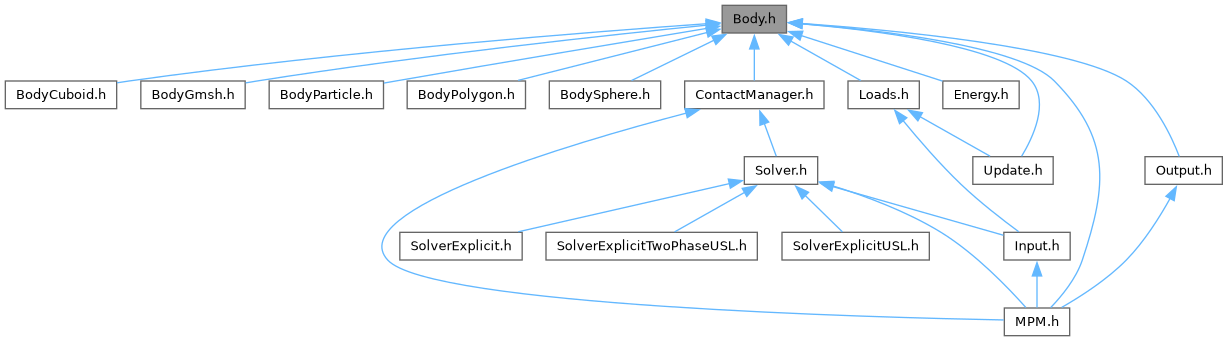 Body.h
BodyCuboid.h
BodyGmsh.h
BodyParticle.h
BodyPolygon.h
BodySphere.h
ContactManager.h
Loads.h
Energy.h
Solver.h
Update.h
Output.h
SolverExplicit.h
SolverExplicitTwoPhaseUSL.h
SolverExplicitUSL.h
Input.h
MPM.h